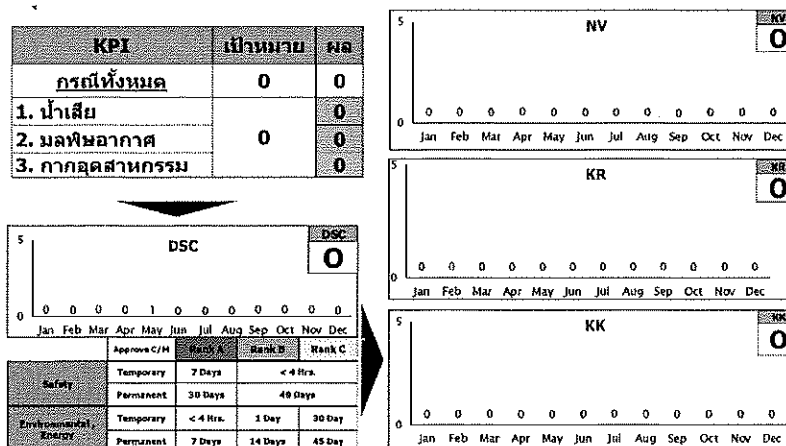 KPI เป้าหมาย ผล
กรณีทั้งหมด 0 0
1. น้ำเสีย 0
2. มลพิษอากาศ 0 0
3. กากอุตสาหกรรม 0
DSC
DSC
0
5
0
0 0 0 0 1 0 0 0 0 0 0 0
Jan Feb Mar Apr May Jun Jul Aug Sep Oct Nov Dec
Approve C/M Rank A Rank B Rank C
Safety
Temporary 7 Days < 4 Hrs.
Permanent 30 Days 40 Days
Environmental, Energy
Temporary < 4 Hrs. 1 Day 30 Day
Permanent 7 Days 14 Days 45 Day
NV
NV
0
5
0
0 0 0 0 0 0 0 0 0 0 0 0
Jan Feb Mar Apr May Jun Jul Aug Sep Oct Nov Dec
KR
KR
0
5
0
0 0 0 0 0 0 0 0 0 0 0 0
Jan Feb Mar Apr May Jun Jul Aug Sep Oct Nov Dec
KK
KK
0
5
0
0 0 0 0 0 0 0 0 0 0 0 0
Jan Feb Mar Apr May Jun Jul Aug Sep Oct Nov Dec